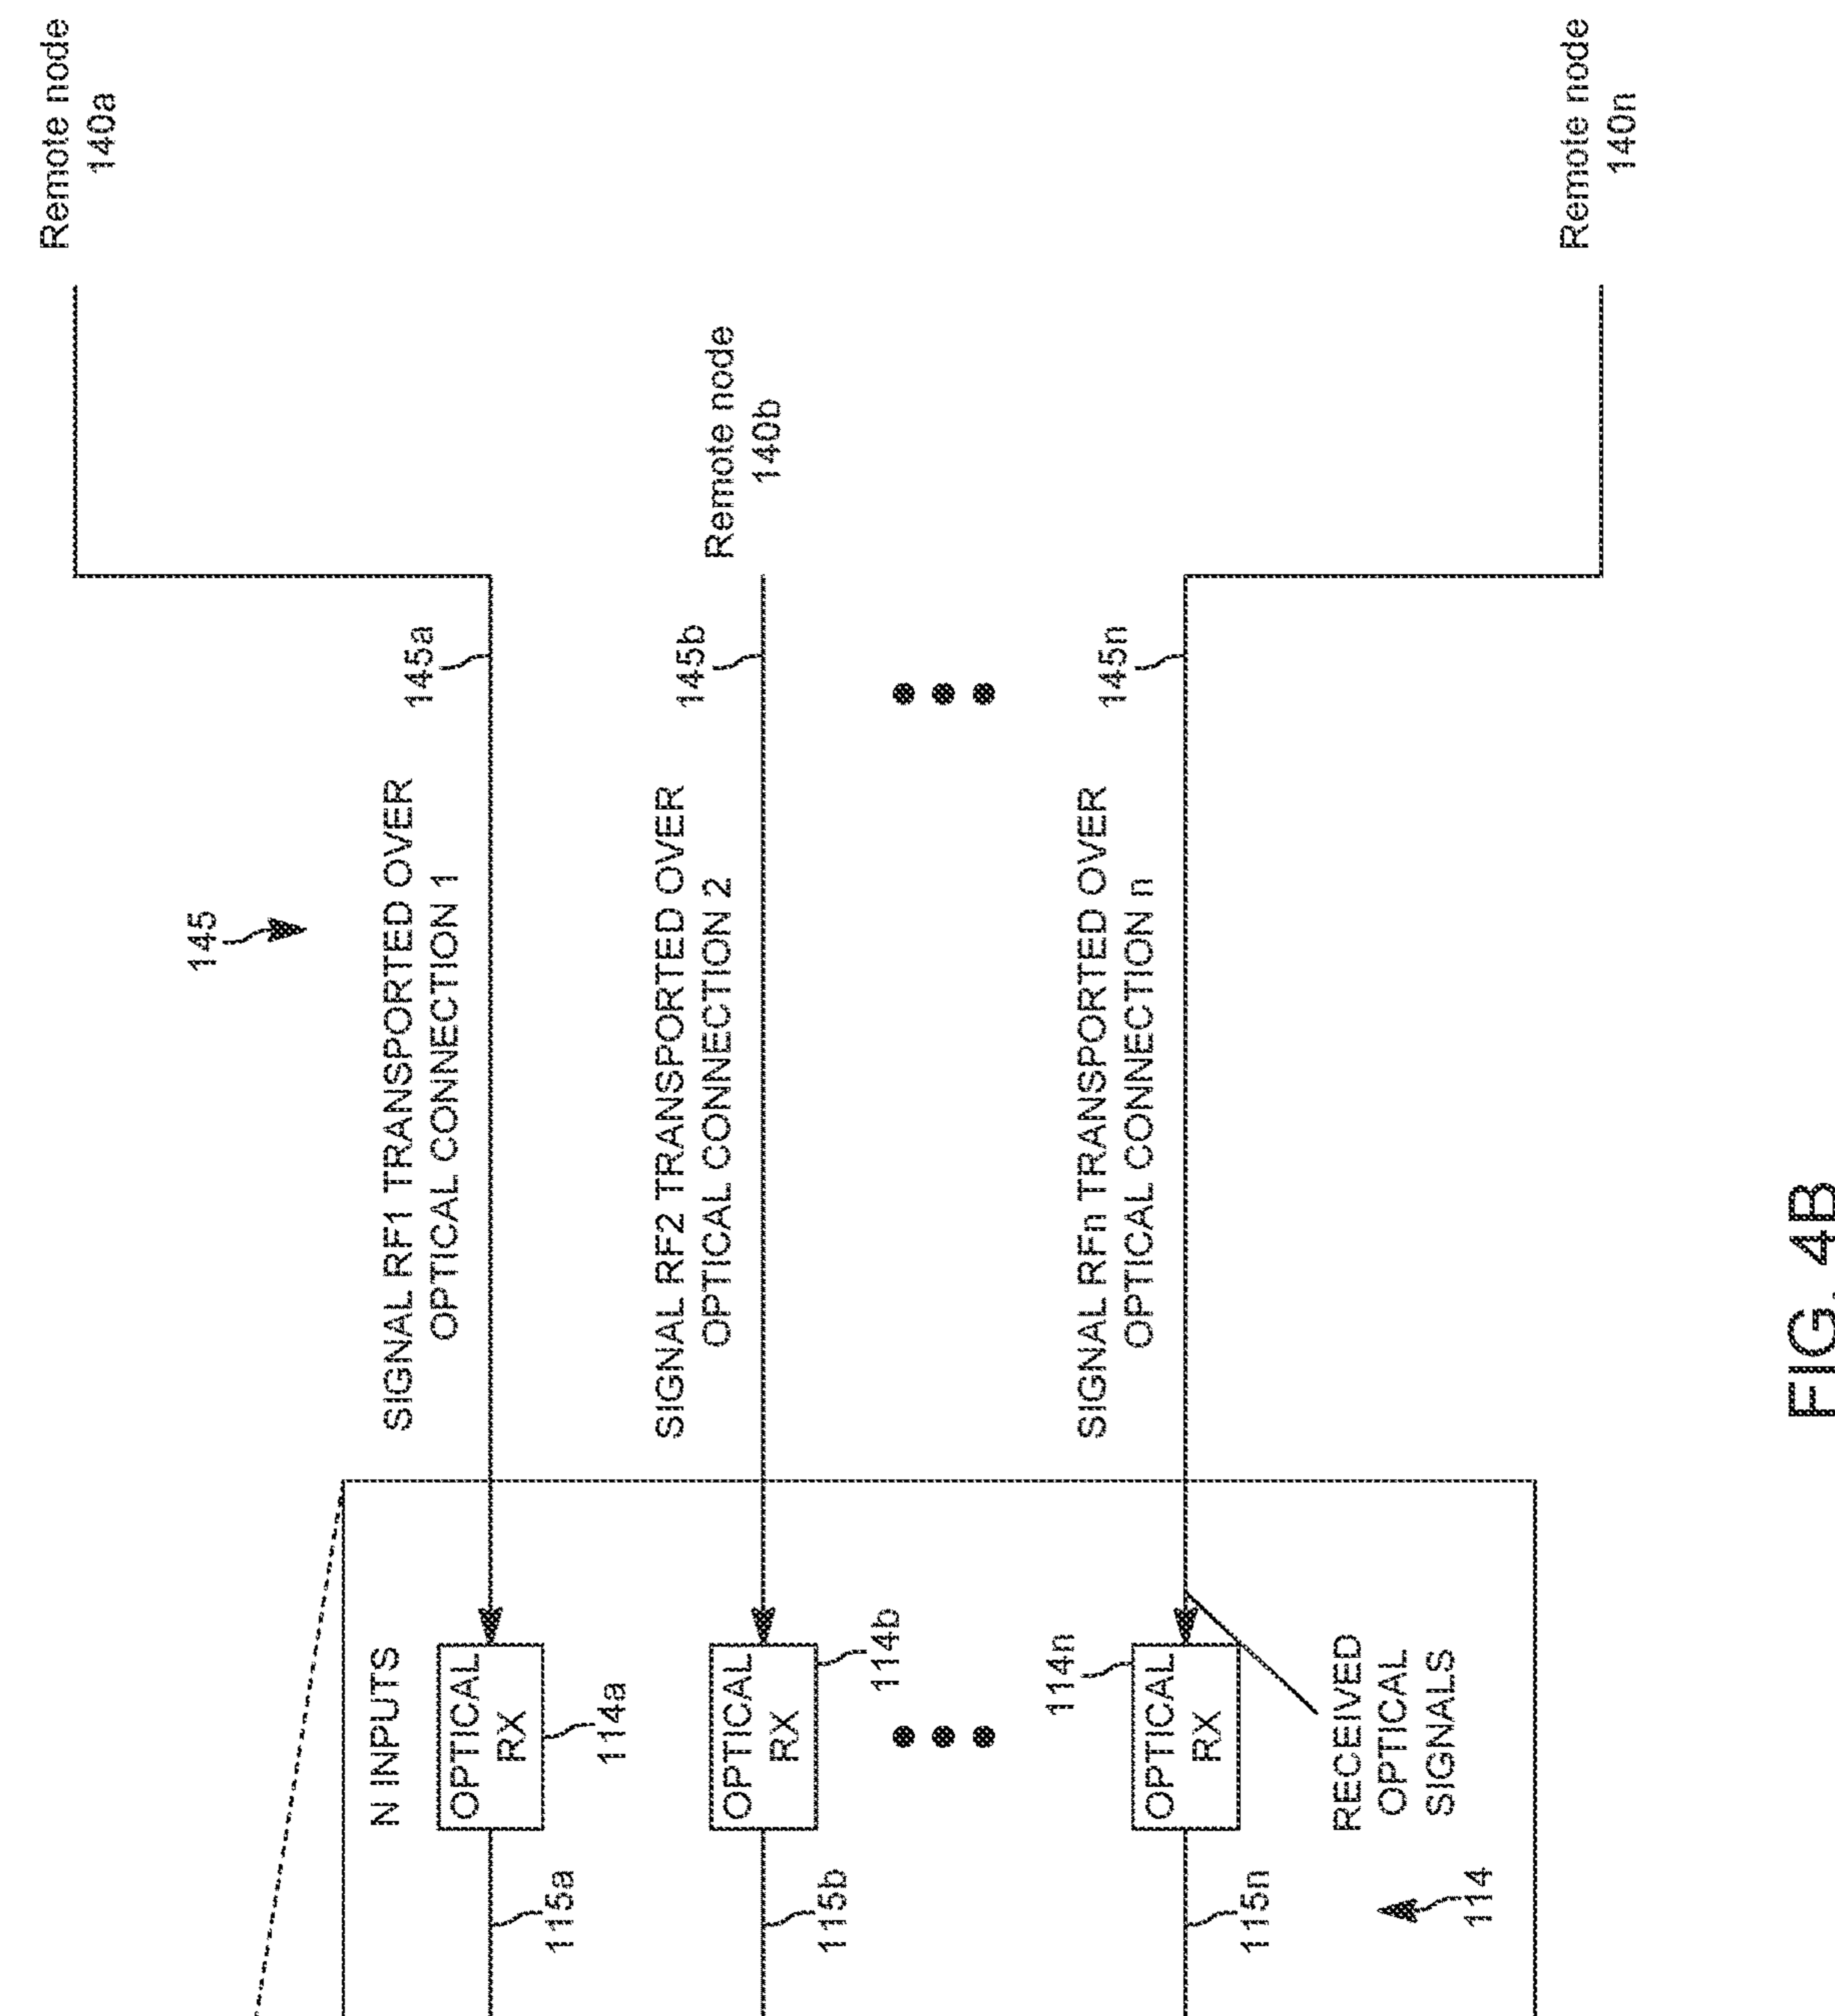 Remote node
140a
145
SIGNAL RF1 TRANSPORTED OVER
OPTICAL CONNECTION 1
145a
N INPUTS
OPTICAL
RX
114a
115a
Remote node
140b
SIGNAL RF2 TRANSPORTED OVER
OPTICAL CONNECTION 2
145b
OPTICAL
RX
114b
115b
SIGNAL RFn TRANSPORTED OVER
OPTICAL CONNECTION n
145n
114n
OPTICAL
RX
115n
RECEIVED
OPTICAL
SIGNALS
114
Remote node
140n
FIG. 4B